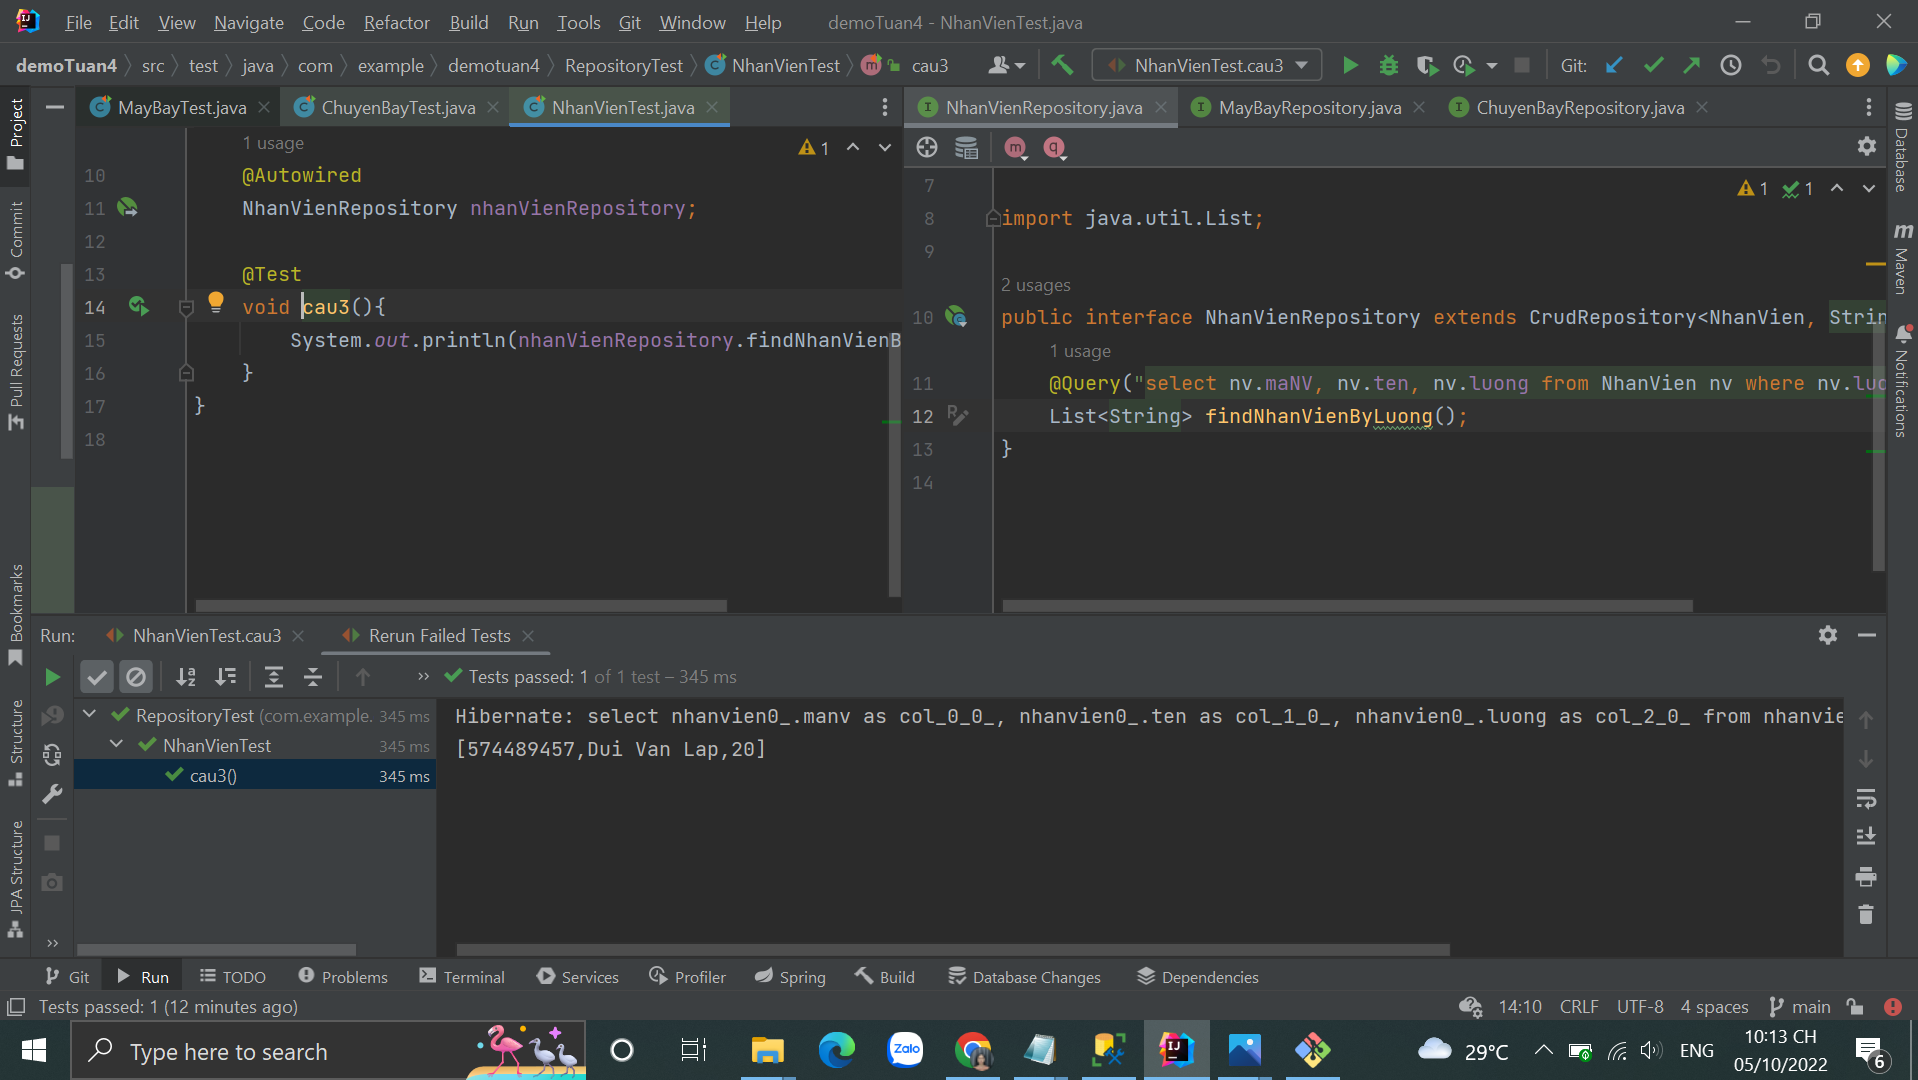 File Edit View Navigate Code Refactor Build Run Tools Git Window Help demoTuan4 - NhanVienTest.java
demoTuan4 src test java com example demotuan4 RepositoryTest NhanVienTest cau3 NhanVienTest.cau3 Git:
MayBayTest.java ChuyenBayTest.java NhanVienTest.java NhanVienRepository.java MayBayRepository.java ChuyenBayRepository.java
Project
Commit
Pull Requests
Bookmarks
Structure
JPA Structure
1 usage
1
10 @Autowired
11 NhanVienRepository nhanVienRepository;
12
13 @Test
14 void cau3(){
15 System.out.println(nhanVienRepository.findNhanVienB
16 }
17 }
18
7
1 1
8 import java.util.List;
9
2 usages
10 public interface NhanVienRepository extends CrudRepository<NhanVien, Strin
1 usage
11 @Query("select nv.maNV, nv.ten, nv.luong from NhanVien nv where nv.luo
12 List<String> findNhanVienByLuong();
13 }
14
Database
Maven
Notifications
Run: NhanVienTest.cau3 Rerun Failed Tests
Tests passed: 1 of 1 test – 345 ms
RepositoryTest (com.example. 345 ms
NhanVienTest 345 ms
cau3() 345 ms
Hibernate: select nhanvien0_.manv as col_0_0_, nhanvien0_.ten as col_1_0_, nhanvien0_.luong as col_2_0_ from nhanvie
[574489457,Dui Van Lap,20]
Git Run TODO Problems Terminal Services Profiler Spring Build Database Changes Dependencies
Tests passed: 1 (12 minutes ago) 14:10 CRLF UTF-8 4 spaces main
Type here to search
Zalo
29°C ENG
10:13 CH
05/10/2022
6